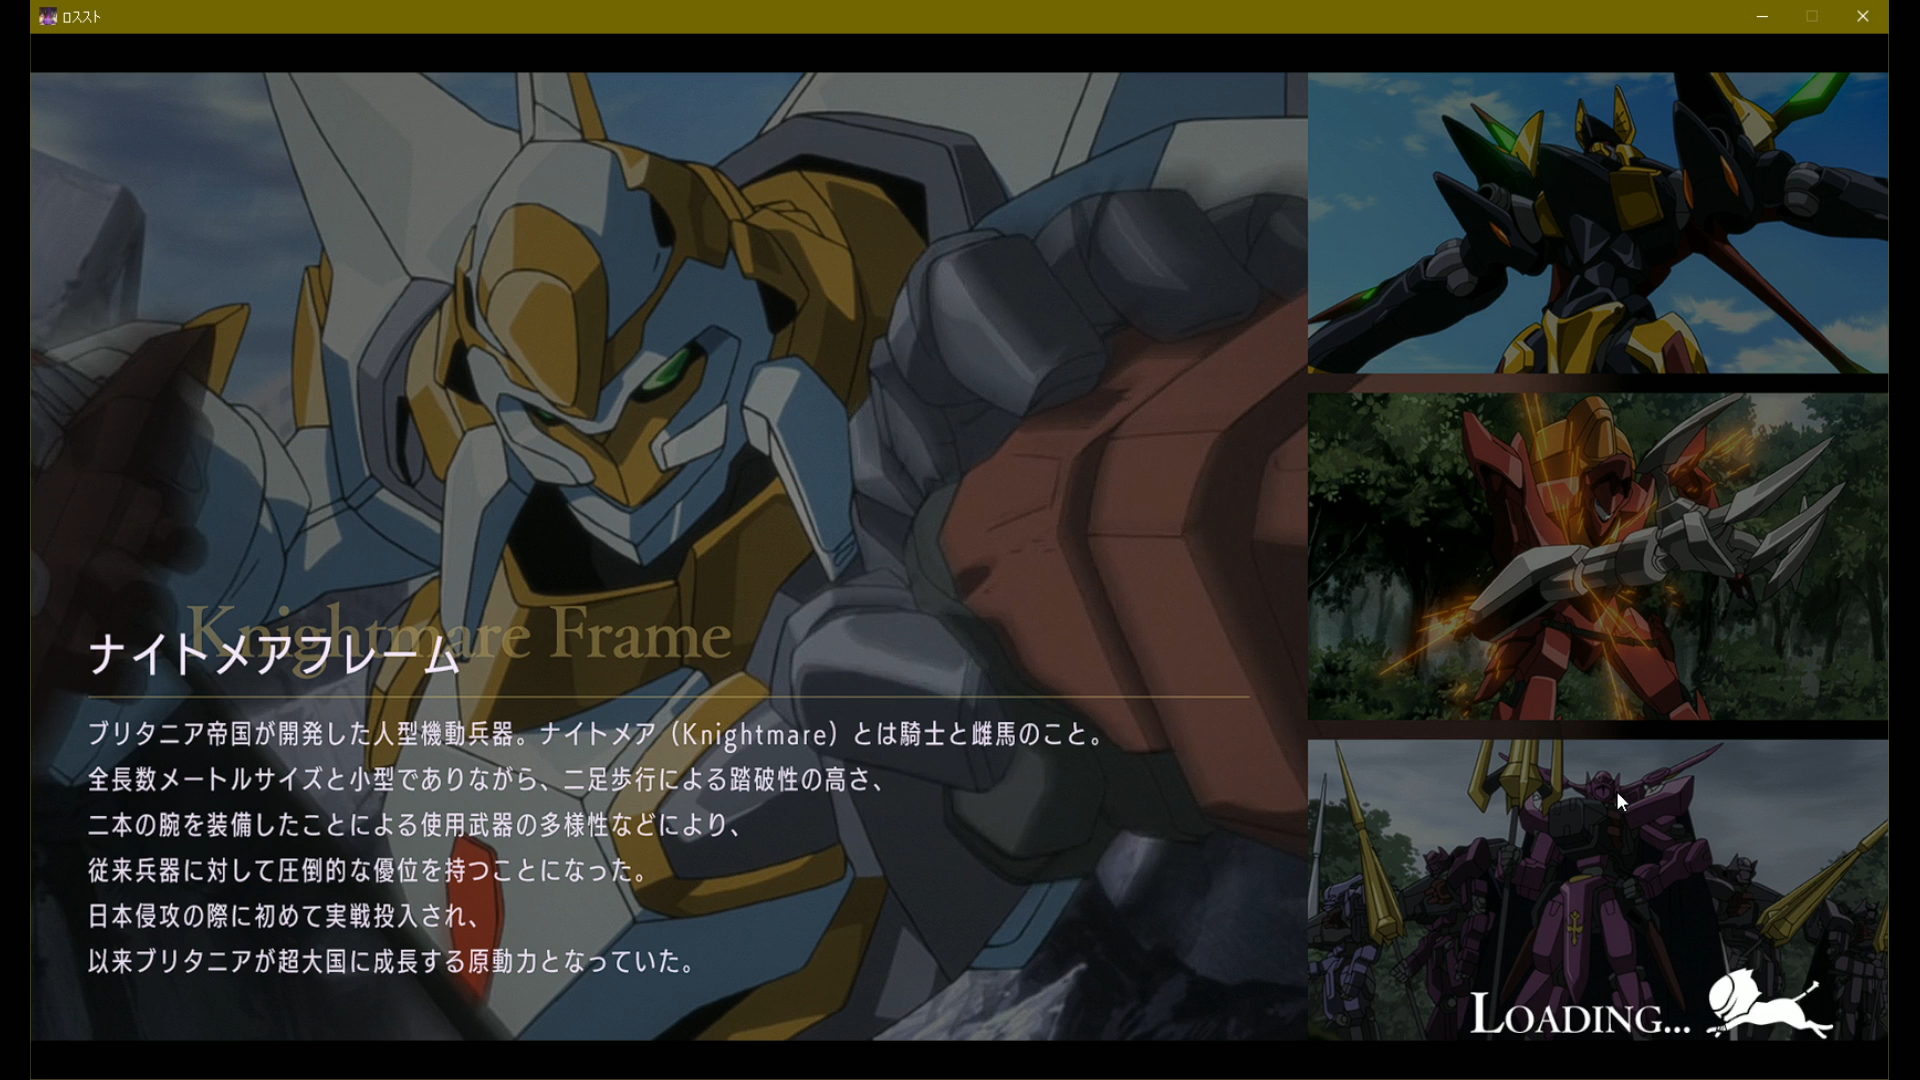 ロススト
Knightmare Frame
ナイトメアフレーム
ブリタニア帝国が開発した人型機動兵器。ナイトメア（Knightmare）とは騎士と雌馬のこと。
全長数メートルサイズと小型でありながら、二足歩行による踏破性の高さ、
二本の腕を装備したことによる使用武器の多様性などにより、
従来兵器に対して圧倒的な優位を持つことになった。
日本侵攻の際に初めて実戦投入され、
以来ブリタニアが超大国に成長する原動力となっていた。
LOADING...